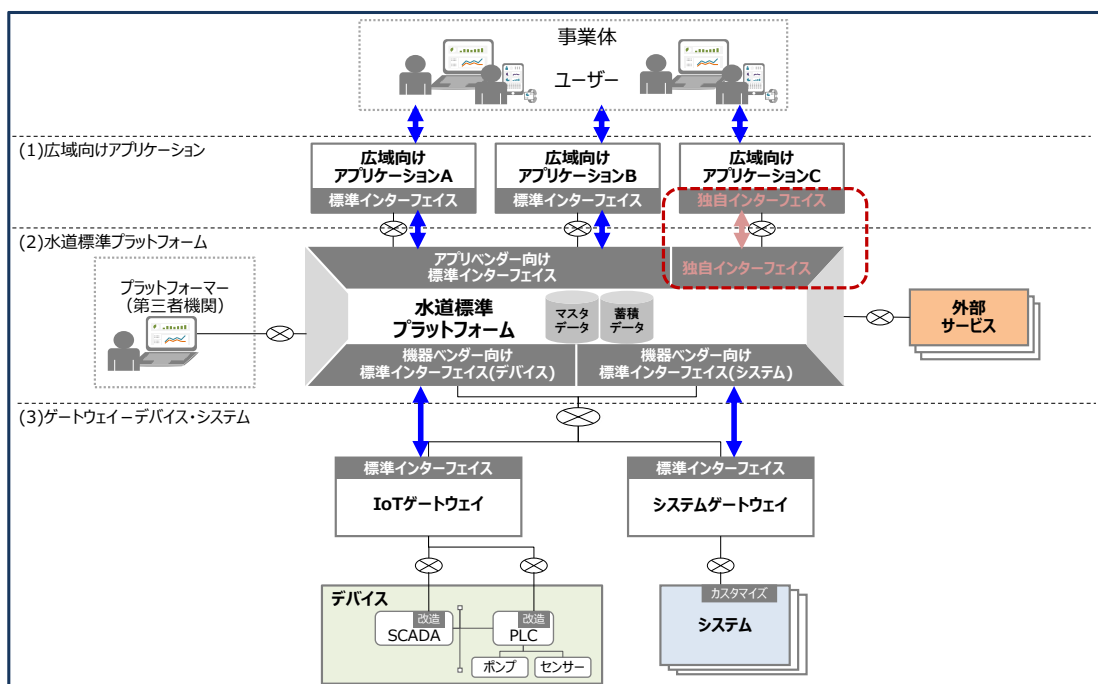 事業体
ユーザー
(1)広域向けアプリケーション
広域向け
アプリケーションA
標準インターフェイス
広域向け
アプリケーションB
標準インターフェイス
広域向け
アプリケーションC
独自インターフェイス
(2)水道標準プラットフォーム
アプリベンダー向け
標準インターフェイス
独自インターフェイス
プラットフォーマー
(第三者機関)
水道標準
プラットフォーム
マスタ
データ
蓄積
データ
外部
サービス
機器ベンダー向け
標準インターフェイス(デバイス)
機器ベンダー向け
標準インターフェイス(システム)
(3)ゲートウェイーデバイス・システム
標準インターフェイス
IoTゲートウェイ
標準インターフェイス
システムゲートウェイ
デバイス
改造
SCADA
改造
PLC
ポンプ
センサー
カスタマイズ
システム